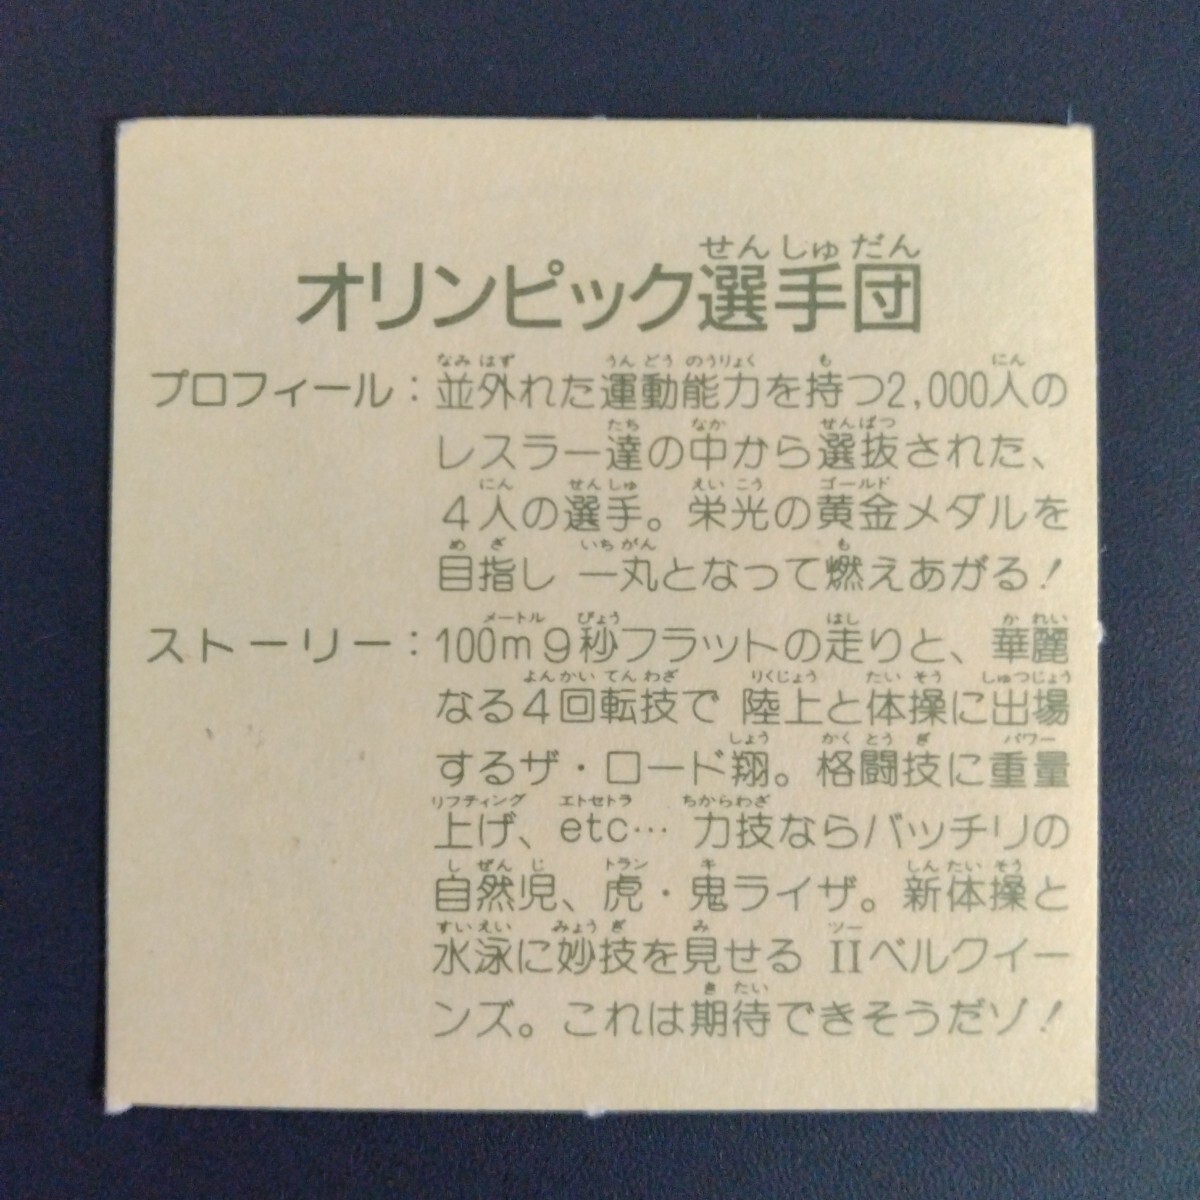 オリンピック選手団
プロフィール：並外れた運動能力を持つ2,000人の
レスラー達の中から選抜された、
4人の選手。栄光の黄金メダルを
目指し 一丸となって燃えあがる！
ストーリー：100m9秒フラットの走りと、華麗
なる4回転技で 陸上と体操に出場
するザ・ロード翔。格闘技に重量
上げ、etc… 力技ならバッチリの
自然児、虎・鬼ライザ。新体操と
水泳に妙技を見せる IIベルクィー
ンズ。これは期待できそうだゾ！